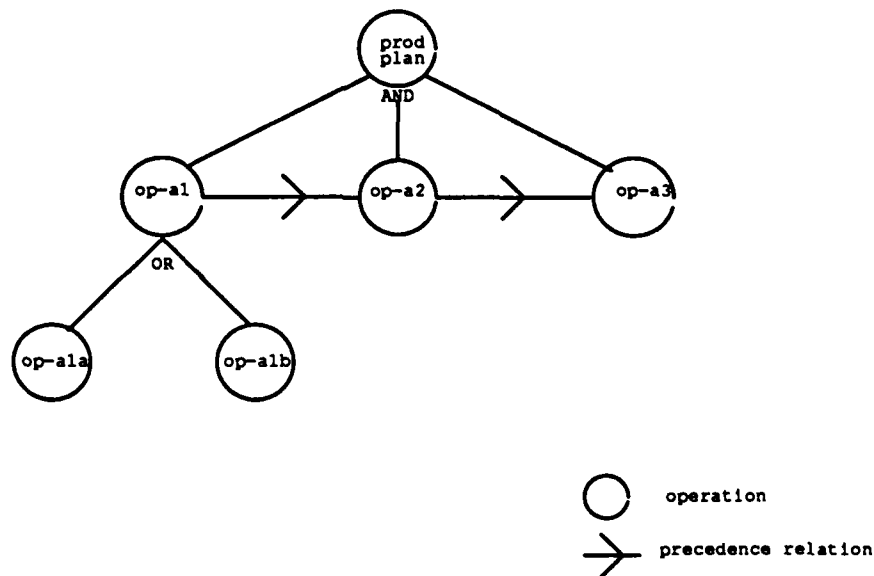 prod
plan
AND
op-a1
op-a2
op-a3
OR
op-a1a
op-a1b
operation
precedence relation